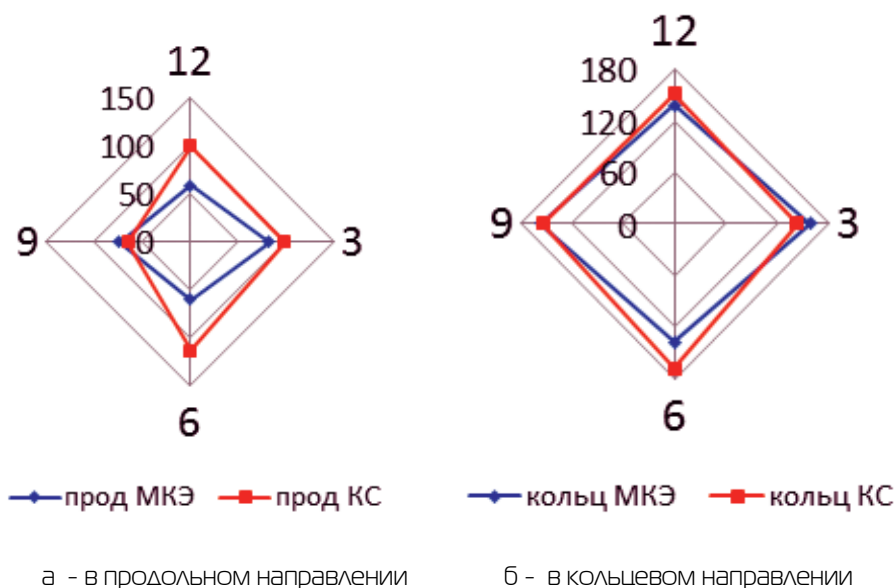 12
150
100
50
0
9
3
6
прод МКЭ
прод КС
а - в продольном направлении
12
180
120
60
0
9
3
6
кольц МКЭ
кольц КС
б - в кольцевом направлении